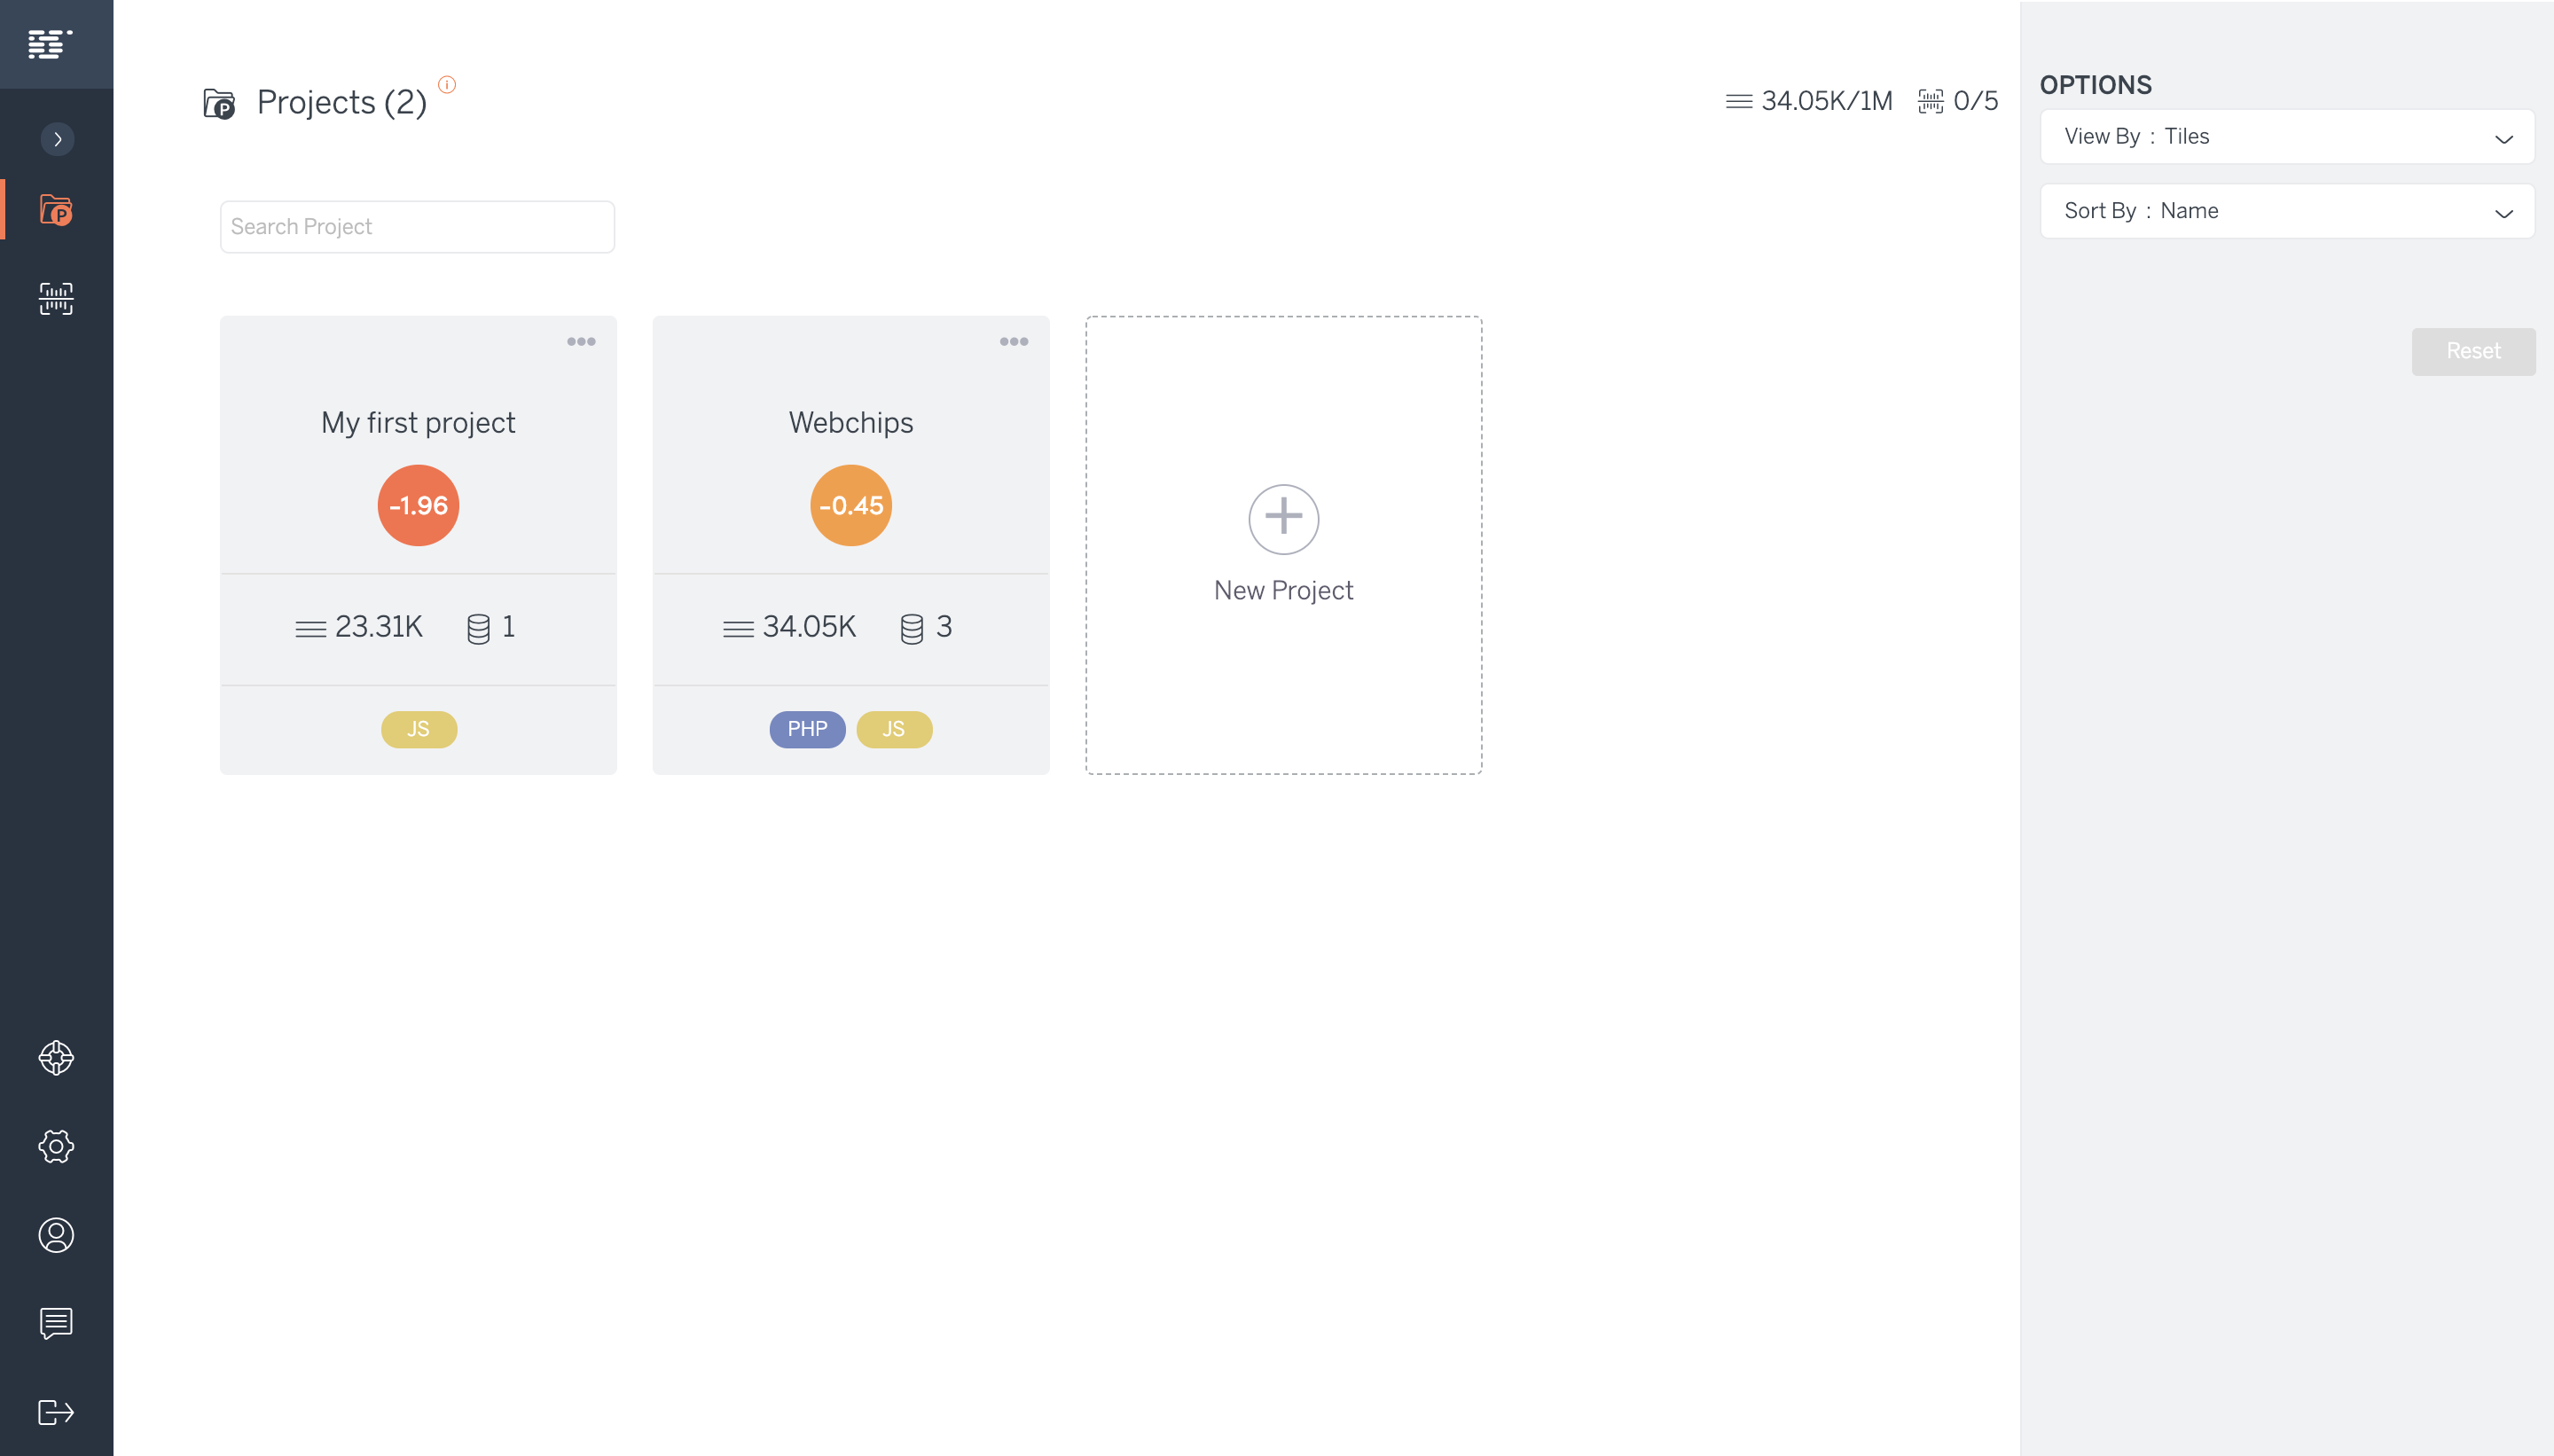 Projects (2)
34.05K/1M 0/5
Search Project
My first project
-1.96
23.31K 1
JS
Webchips
-0.45
34.05K 3
PHP JS
New Project
OPTIONS
View By : Tiles
Sort By : Name
Reset